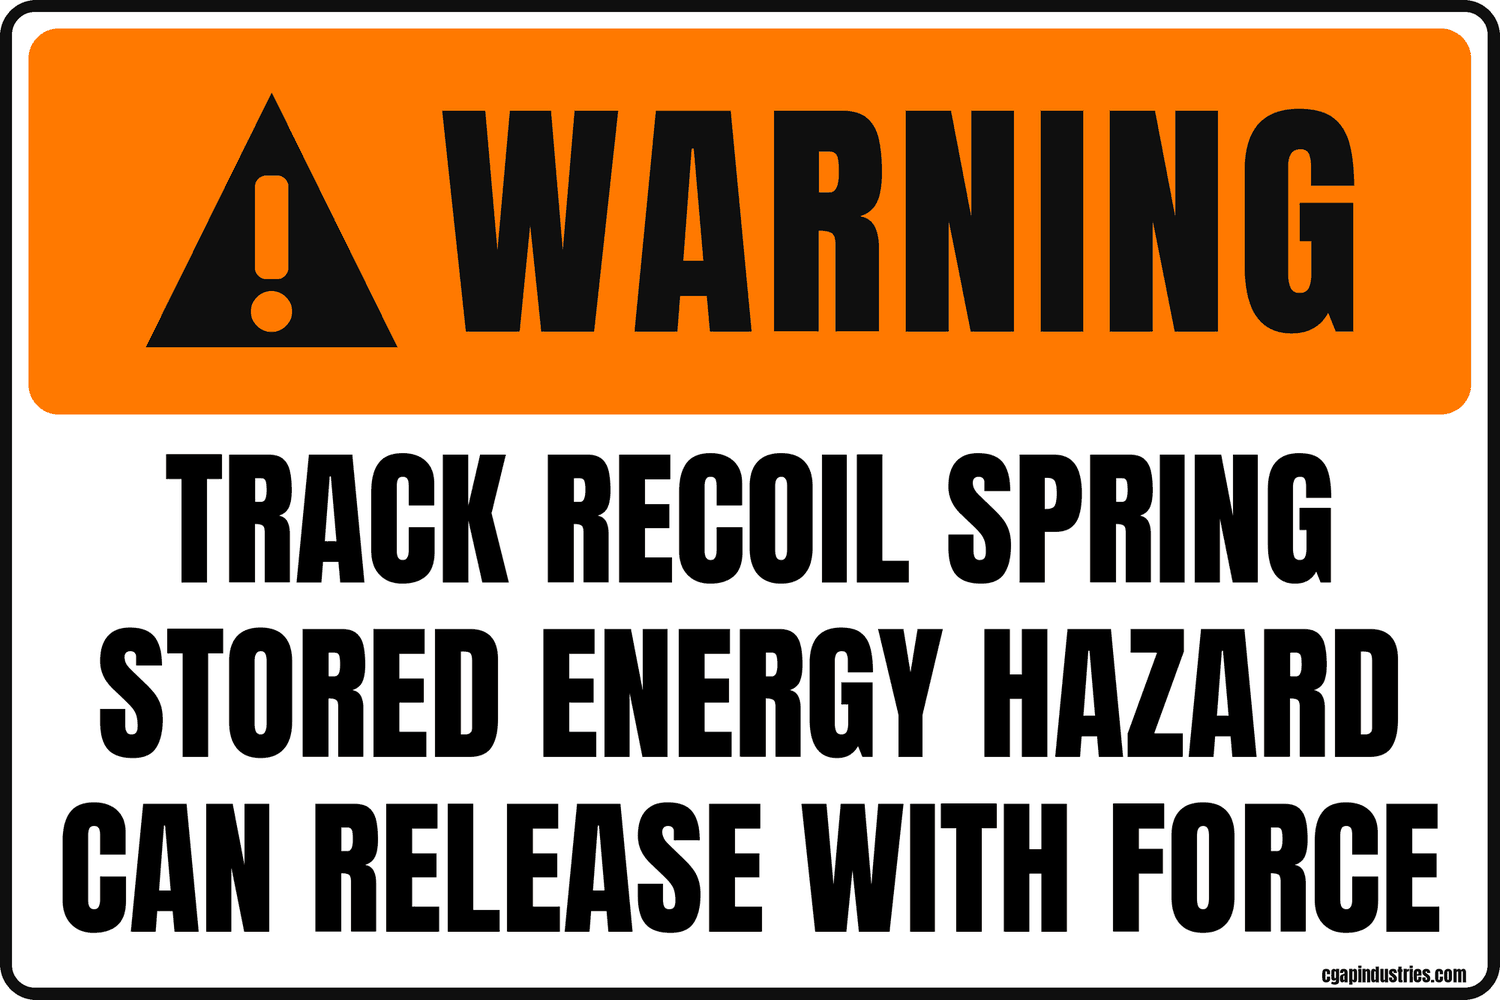 WARNING
TRACK RECOIL SPRING
STORED ENERGY HAZARD
CAN RELEASE WITH FORCE
cgapindustries.com